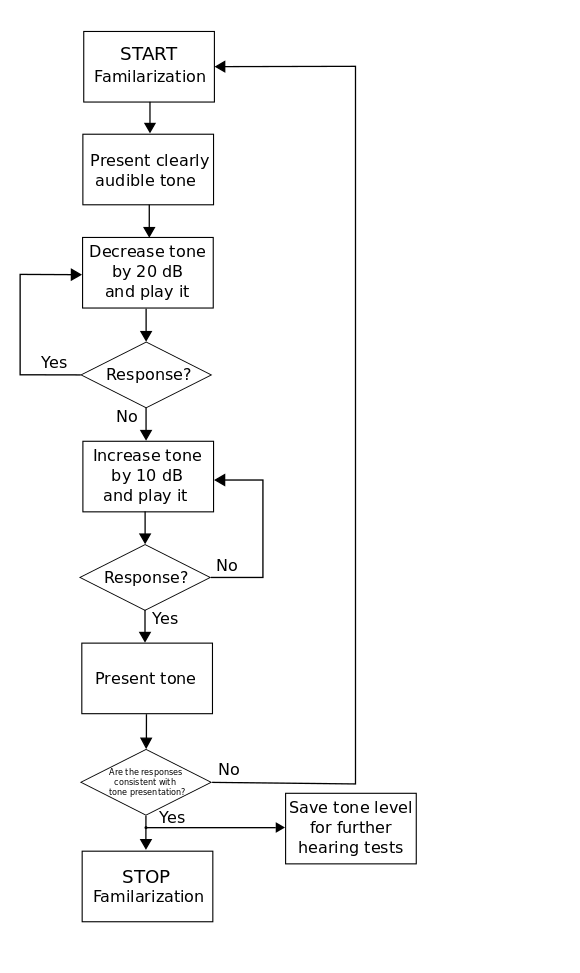 START
Familarization
Present clearly
audible tone
Decrease tone
by 20 dB
and play it
Yes
Response?
No
Increase tone
by 10 dB
and play it
Response?
No
Yes
Present tone
Are the responses
consistent with
tone presentation?
No
Yes
Save tone level
for further
hearing tests
STOP
Familarization